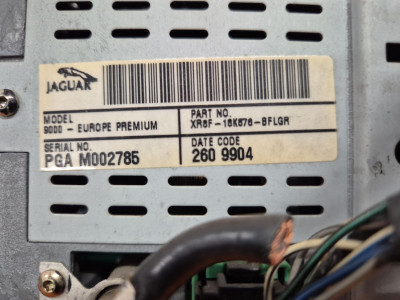 JAGUAR
MODEL
9000 - EUROPE PREMIUM
PART NO.
XR8F-18K876-BFLGR
SERIAL NO.
PGA M002785
DATE CODE
260 9904